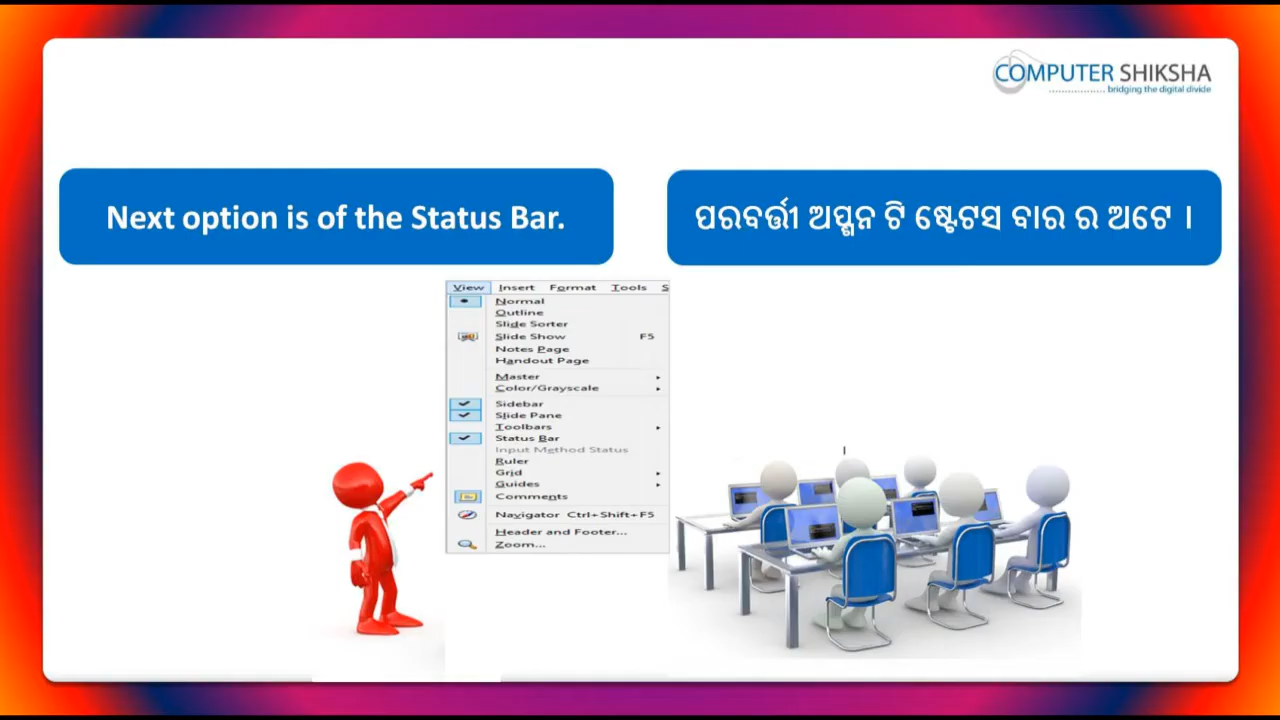 COMPUTER SHIKSHA
bridging the digital divide
Next option is of the Status Bar.
ପରବର୍ତ୍ତୀ ଅପ୍ସନ ଟି ଷ୍ଟେଟସ ବାର ର ଅଟେ ।
View Insert Format Tools S
Normal
Outline
Slide Sorter
Slide Show F5
Notes Page
Handout Page
Master
Color/Grayscale
Sidebar
Slide Pane
Toolbars
Status Bar
Input Method Status
Ruler
Grid
Guides
Comments
Navigator Ctrl+Shift+F5
Header and Footer...
Zoom...